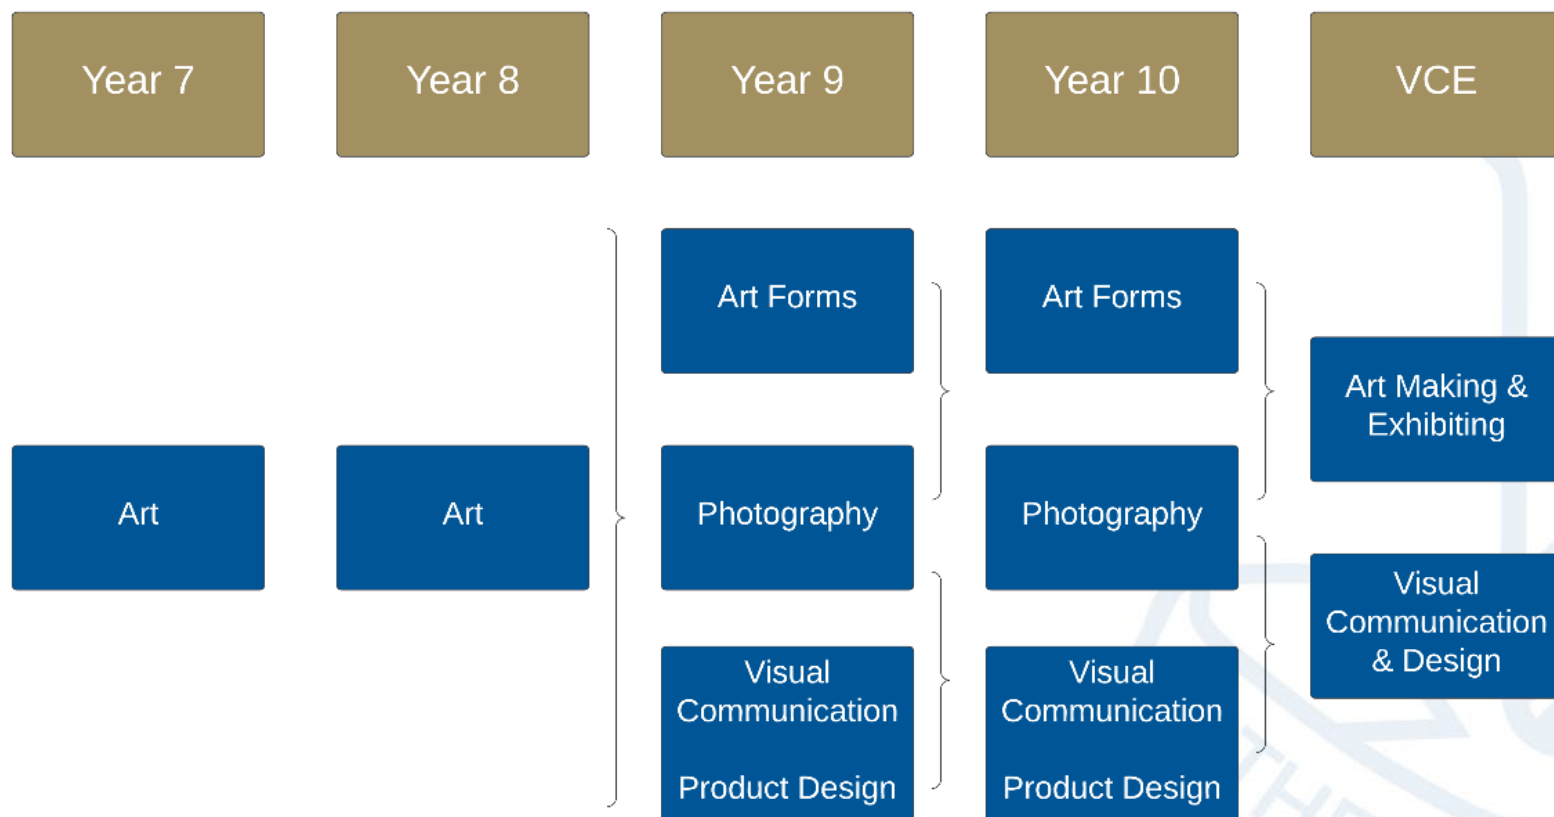 Year 7
Year 8
Year 9
Year 10
VCE
Art Forms
Art Forms
Art Making &
Exhibiting
Art
Art
Photography
Photography
Visual
Communication
& Design
Visual
Communication
Product Design
Visual
Communication
Product Design
THE